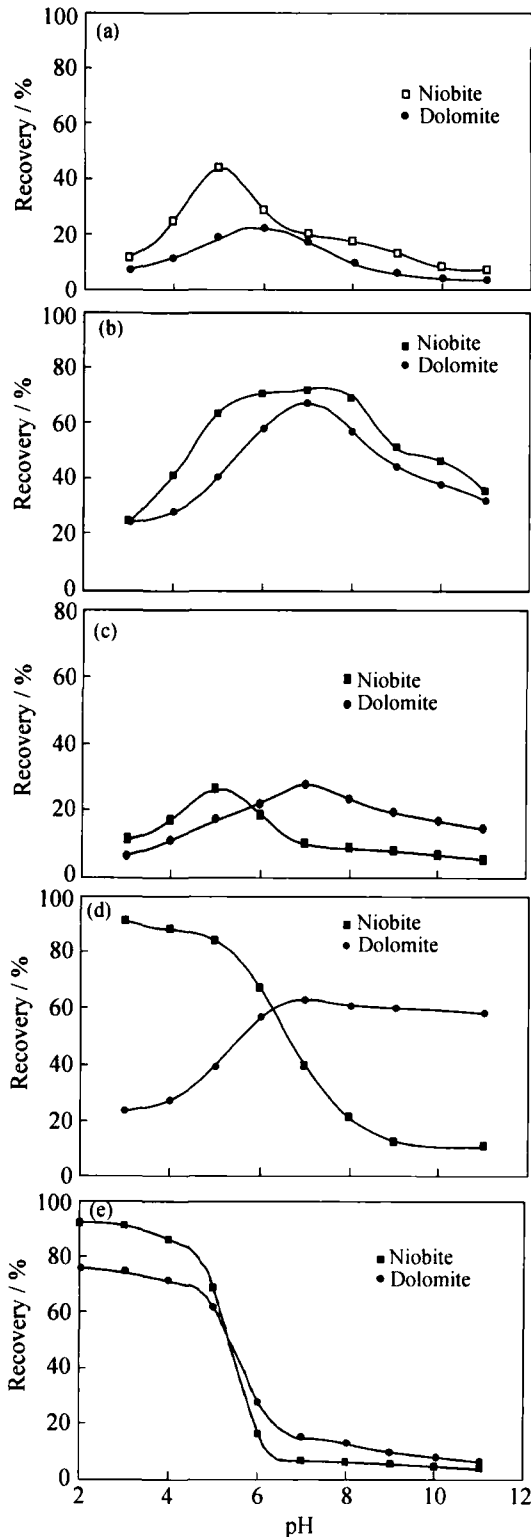 (a)
100
80
60
40
20
0
Recovery / %
Niobite
Dolomite
(b)
100
80
60
40
20
0
Recovery / %
Niobite
Dolomite
(c)
80
60
40
20
0
Recovery / %
Niobite
Dolomite
(d)
100
80
60
40
20
0
Recovery / %
Niobite
Dolomite
(e)
100
80
60
40
20
0
Recovery / %
Niobite
Dolomite
2 4 6 8 10 12
pH